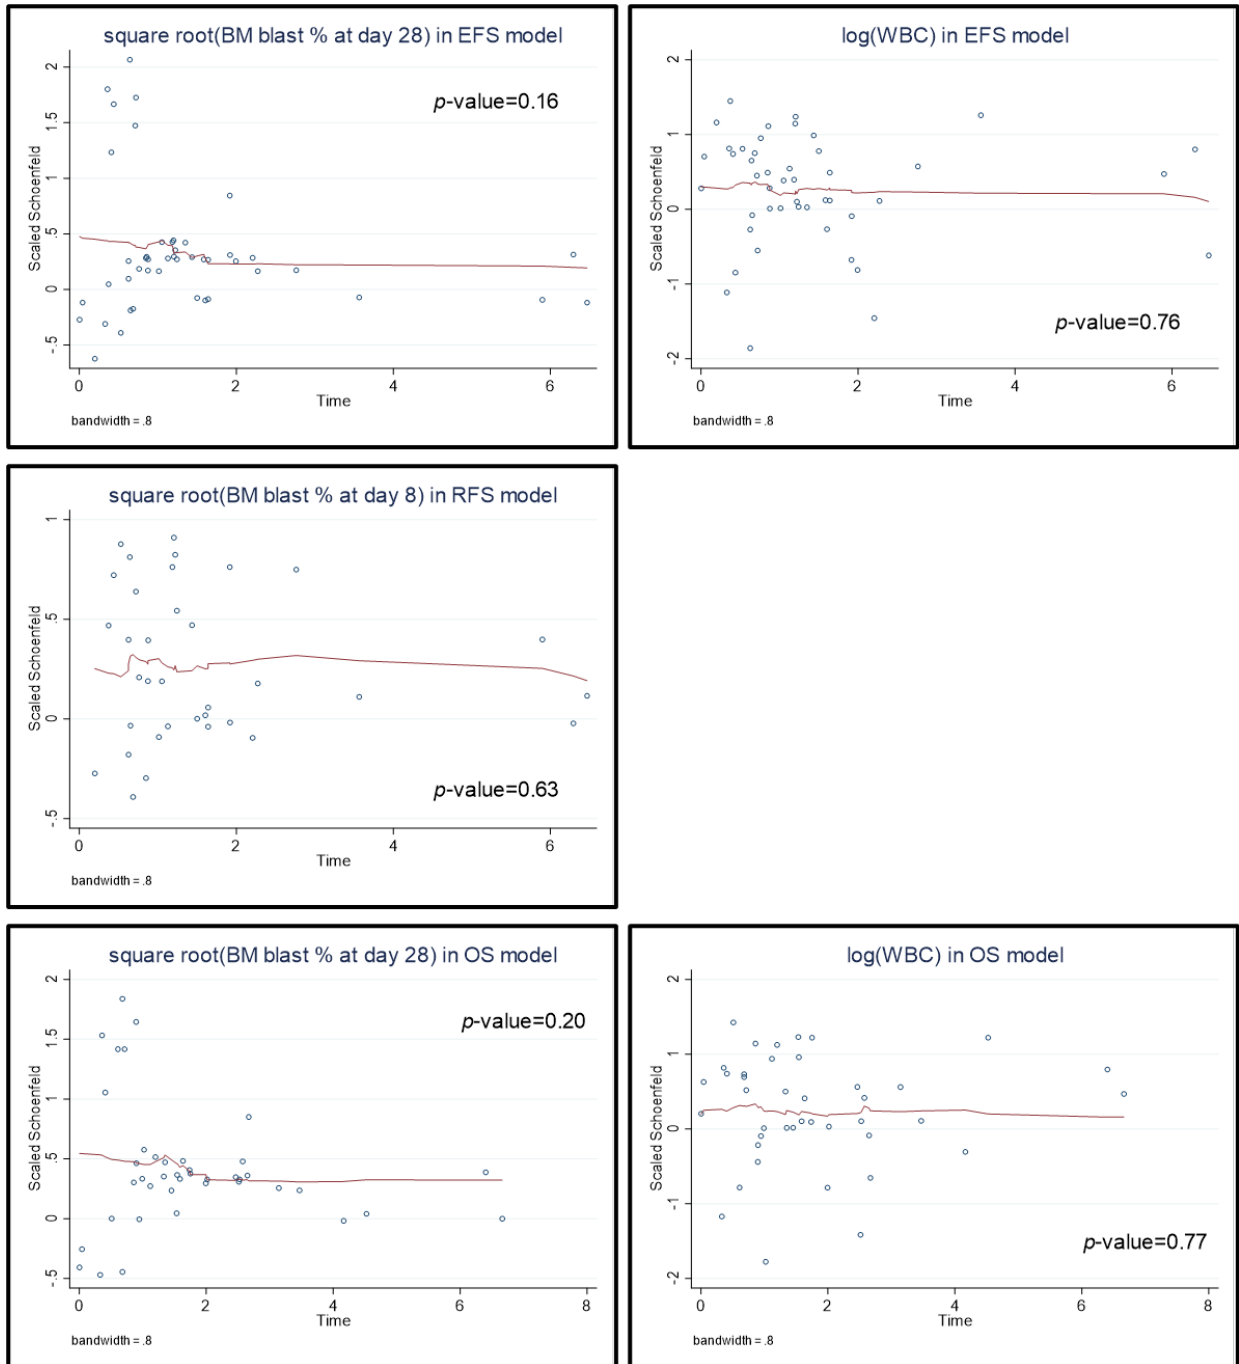 square root(BM blast % at day 28) in EFS model
p-value=0.16
Scaled Schoenfeld
2
1.5
1
.5
0
-.5
0 2 4 6
Time
bandwidth = .8
log(WBC) in EFS model
Scaled Schoenfeld
2
1
0
-1
-2
p-value=0.76
0 2 4 6
Time
bandwidth = .8
square root(BM blast % at day 8) in RFS model
Scaled Schoenfeld
1
.5
0
-.5
p-value=0.63
0 2 4 6
Time
bandwidth = .8
square root(BM blast % at day 28) in OS model
p-value=0.20
Scaled Schoenfeld
2
1.5
1
.5
0
-.5
0 2 4 6 8
Time
bandwidth = .8
log(WBC) in OS model
Scaled Schoenfeld
2
1
0
-1
-2
p-value=0.77
0 2 4 6 8
Time
bandwidth = .8